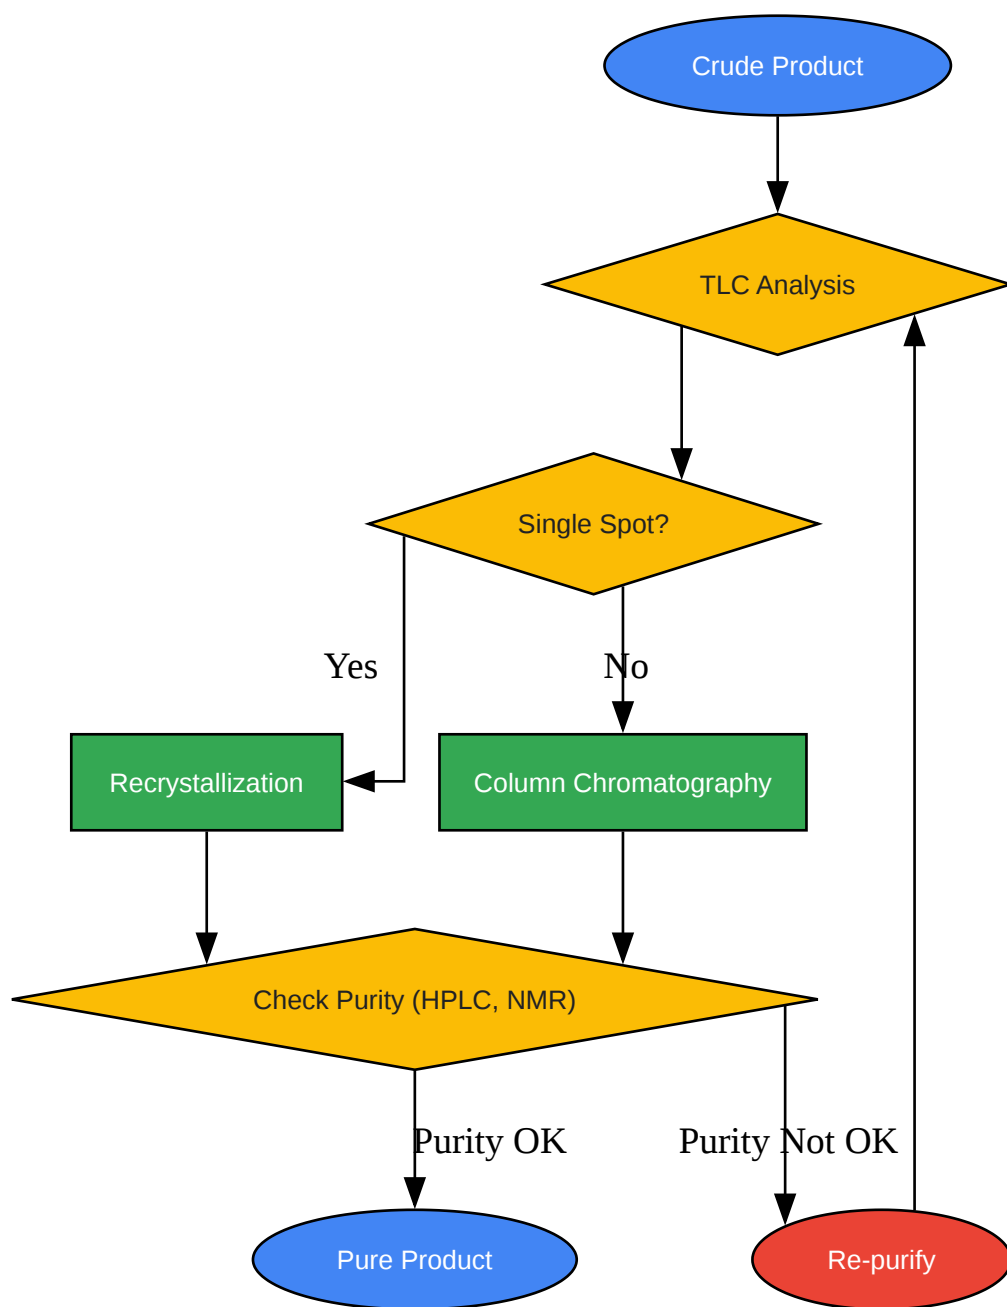 Crude Product
TLC Analysis
Single Spot?
Yes
No
Recrystallization
Column Chromatography
Check Purity (HPLC, NMR)
Purity OK
Purity Not OK
Pure Product
Re-purify